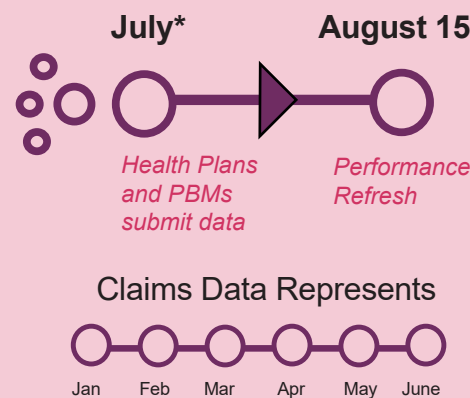 July*
August 15
Health Plans
and PBMs
submit data
Performance
Refresh
Claims Data Represents
Jan Feb Mar Apr May June